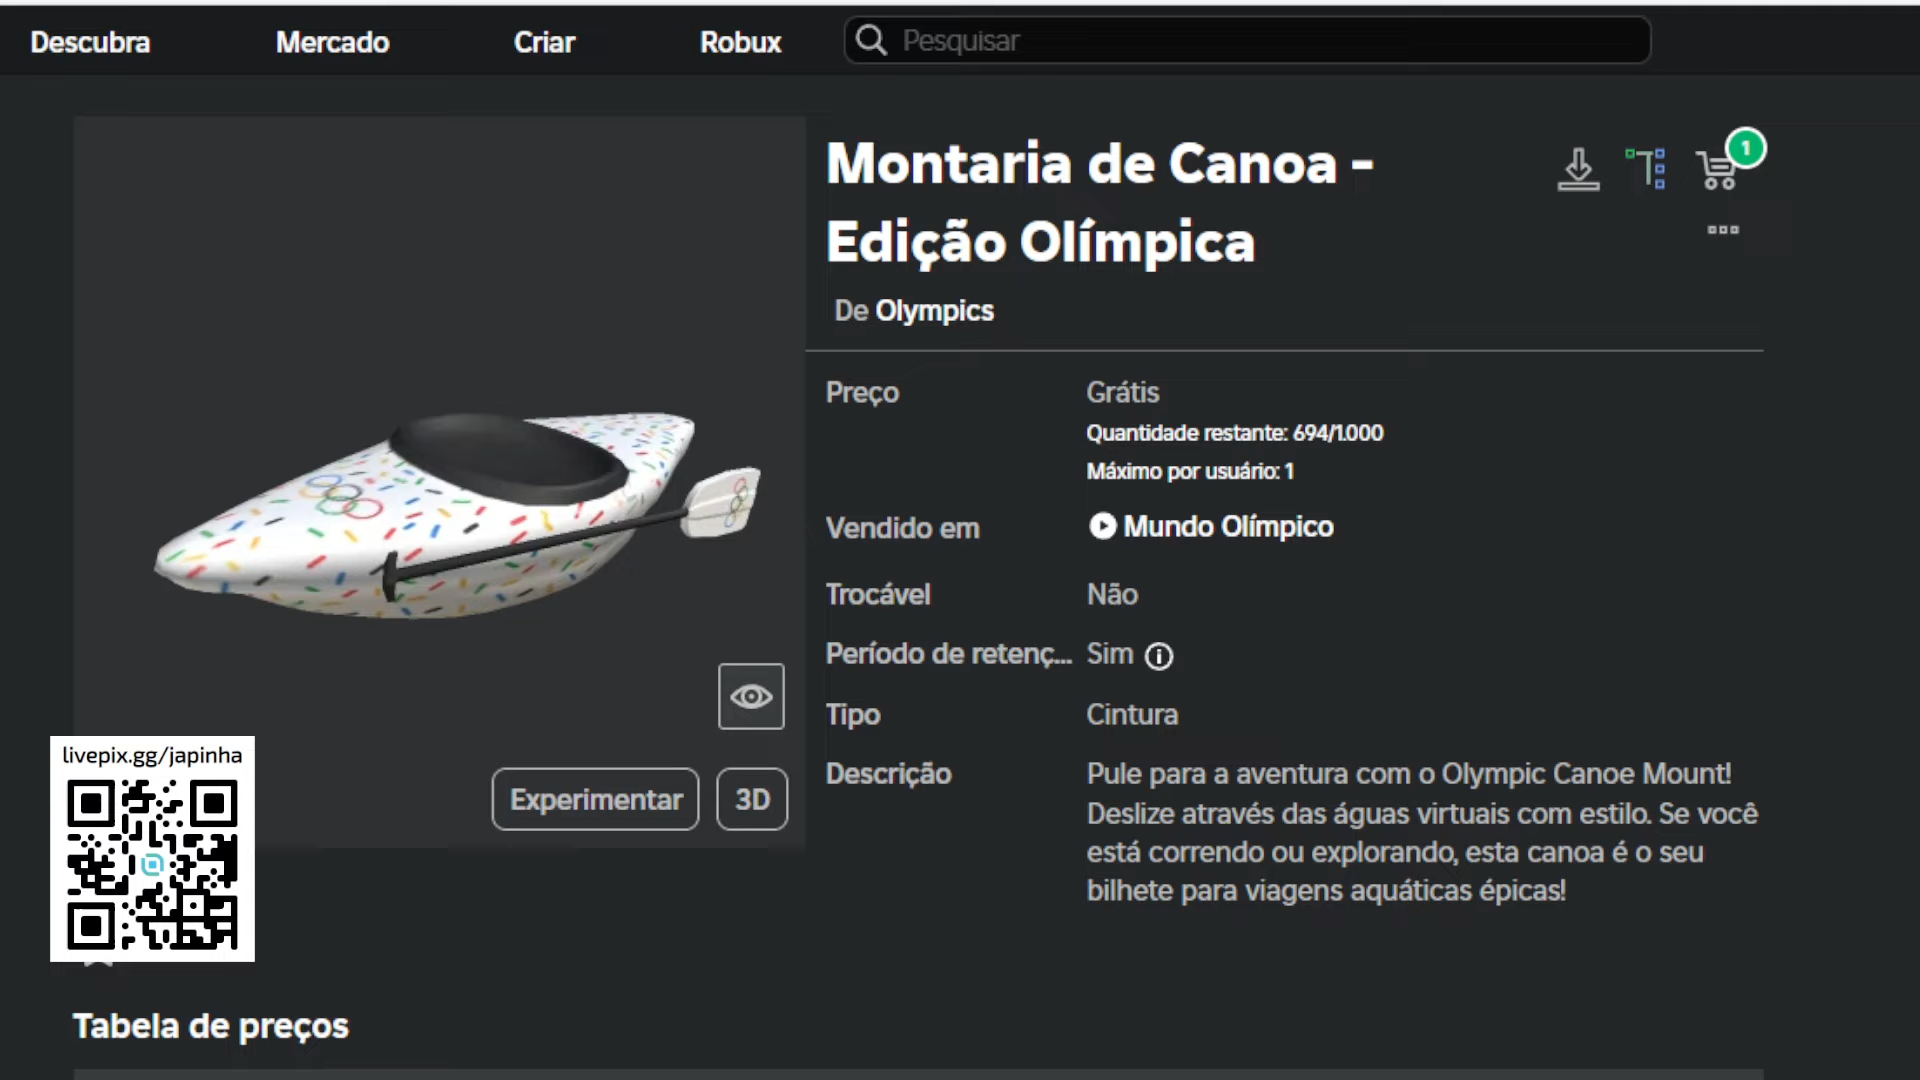 Descubra
Mercado
Criar
Robux
Pesquisar
Montaria de Canoa -
Edição Olímpica
1
De Olympics
Preço
Grátis
Quantidade restante: 694/1.000
Máximo por usuário: 1
Vendido em
Mundo Olímpico
Trocável
Não
Período de retenç...
Sim
Tipo
Cintura
Descrição
Pule para a aventura com o Olympic Canoe Mount!
Deslize através das águas virtuais com estilo. Se você
está correndo ou explorando, esta canoa é o seu
bilhete para viagens aquáticas épicas!
Experimentar
3D
livepix.gg/japinha
Tabela de preços